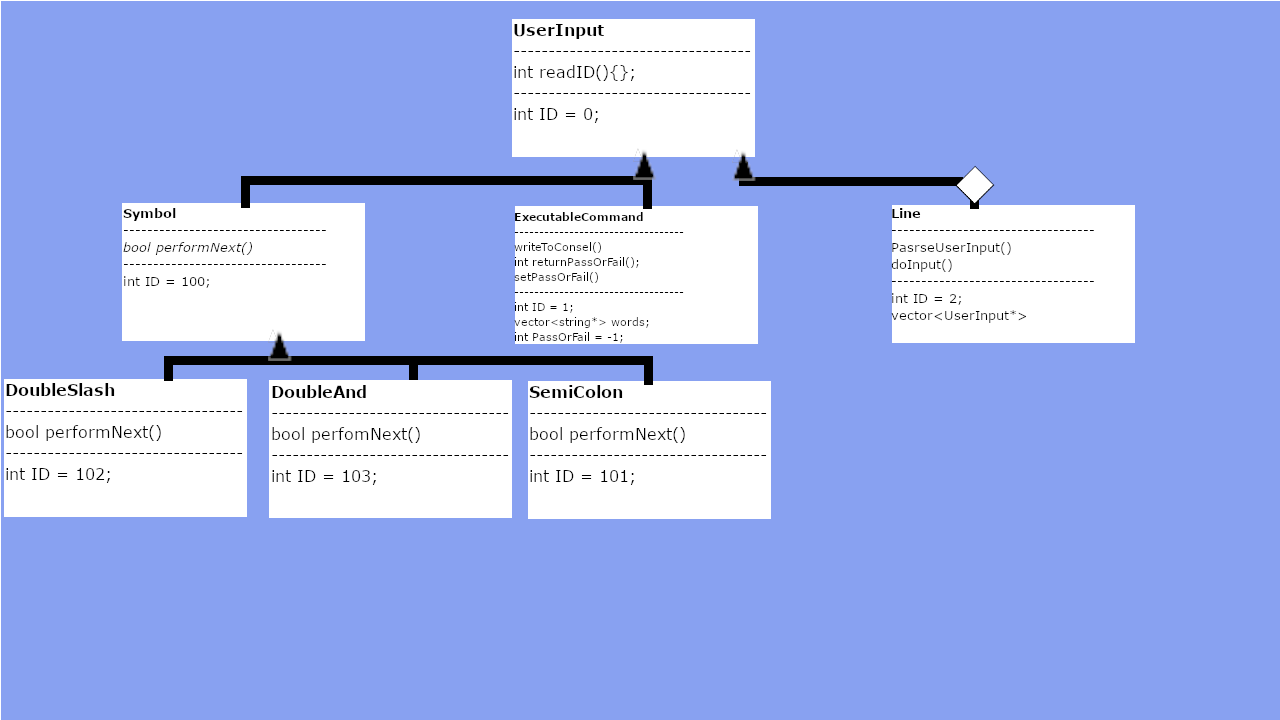 UserInput
----------------------------------------
int readID(){};
----------------------------------------
int ID = 0;
Symbol
----------------------------------------
bool performNext()
----------------------------------------
int ID = 100;
ExecutableCommand
----------------------------------------
writeToConsel()
int returnPassOrFail();
setPassOrFail()
----------------------------------------
int ID = 1;
vector<string*> words;
int PassOrFail = -1;
Line
----------------------------------------
PasrseUserInput()
doInput()
----------------------------------------
int ID = 2;
vector<UserInput*>
DoubleSlash
----------------------------------------
bool performNext()
----------------------------------------
int ID = 102;
DoubleAnd
----------------------------------------
bool perfomNext()
----------------------------------------
int ID = 103;
SemiColon
----------------------------------------
bool performNext()
----------------------------------------
int ID = 101;